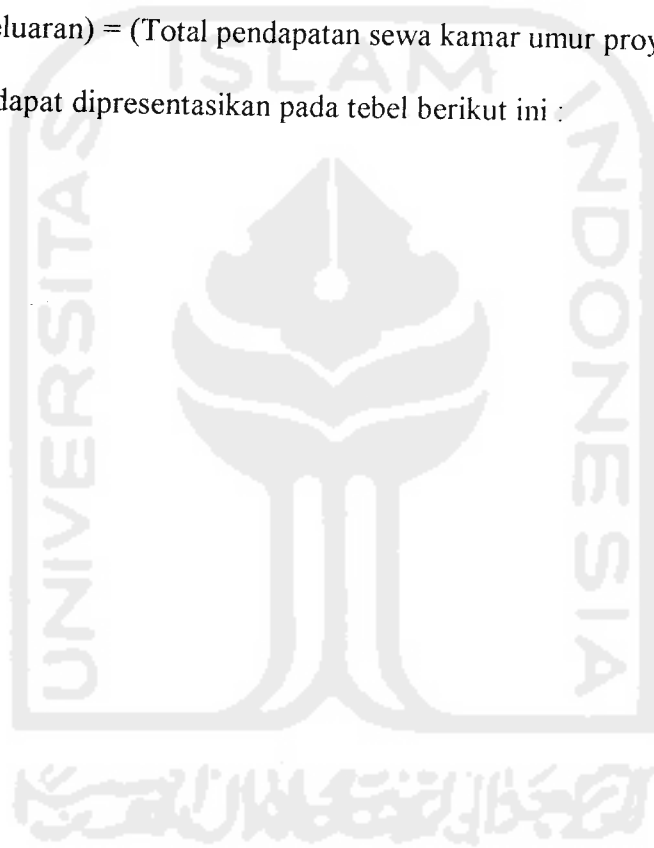 eluaran) = (Total pendapatan sewa kamar umur proy
dapat dipresentasikan pada tebel berikut ini :
ISLAM
UNIVERSITAS
INDONESIA